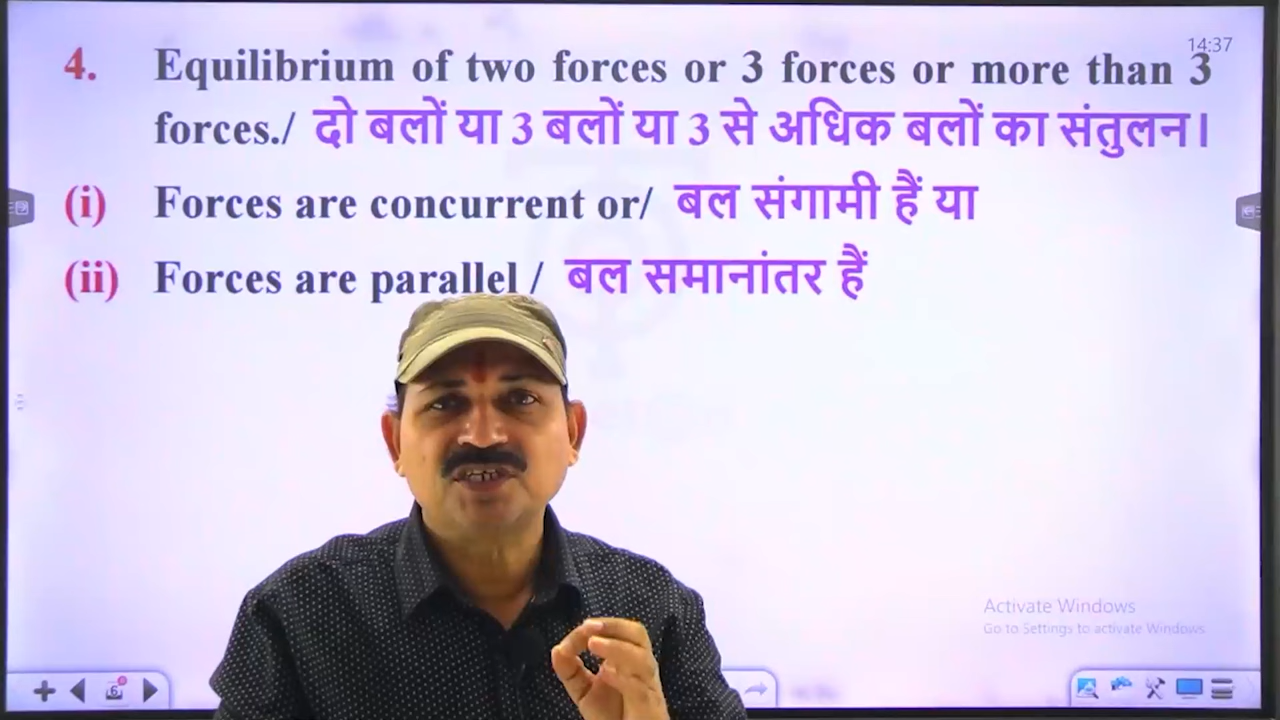 14:37
4. Equilibrium of two forces or 3 forces or more than 3
forces./ दो बलों या 3 बलों या 3 से अधिक बलों का संतुलन।
(i) Forces are concurrent or/ बल संगामी हैं या
(ii) Forces are parallel / बल समानांतर हैं
Activate Windows
Go to Settings to activate Windows
6